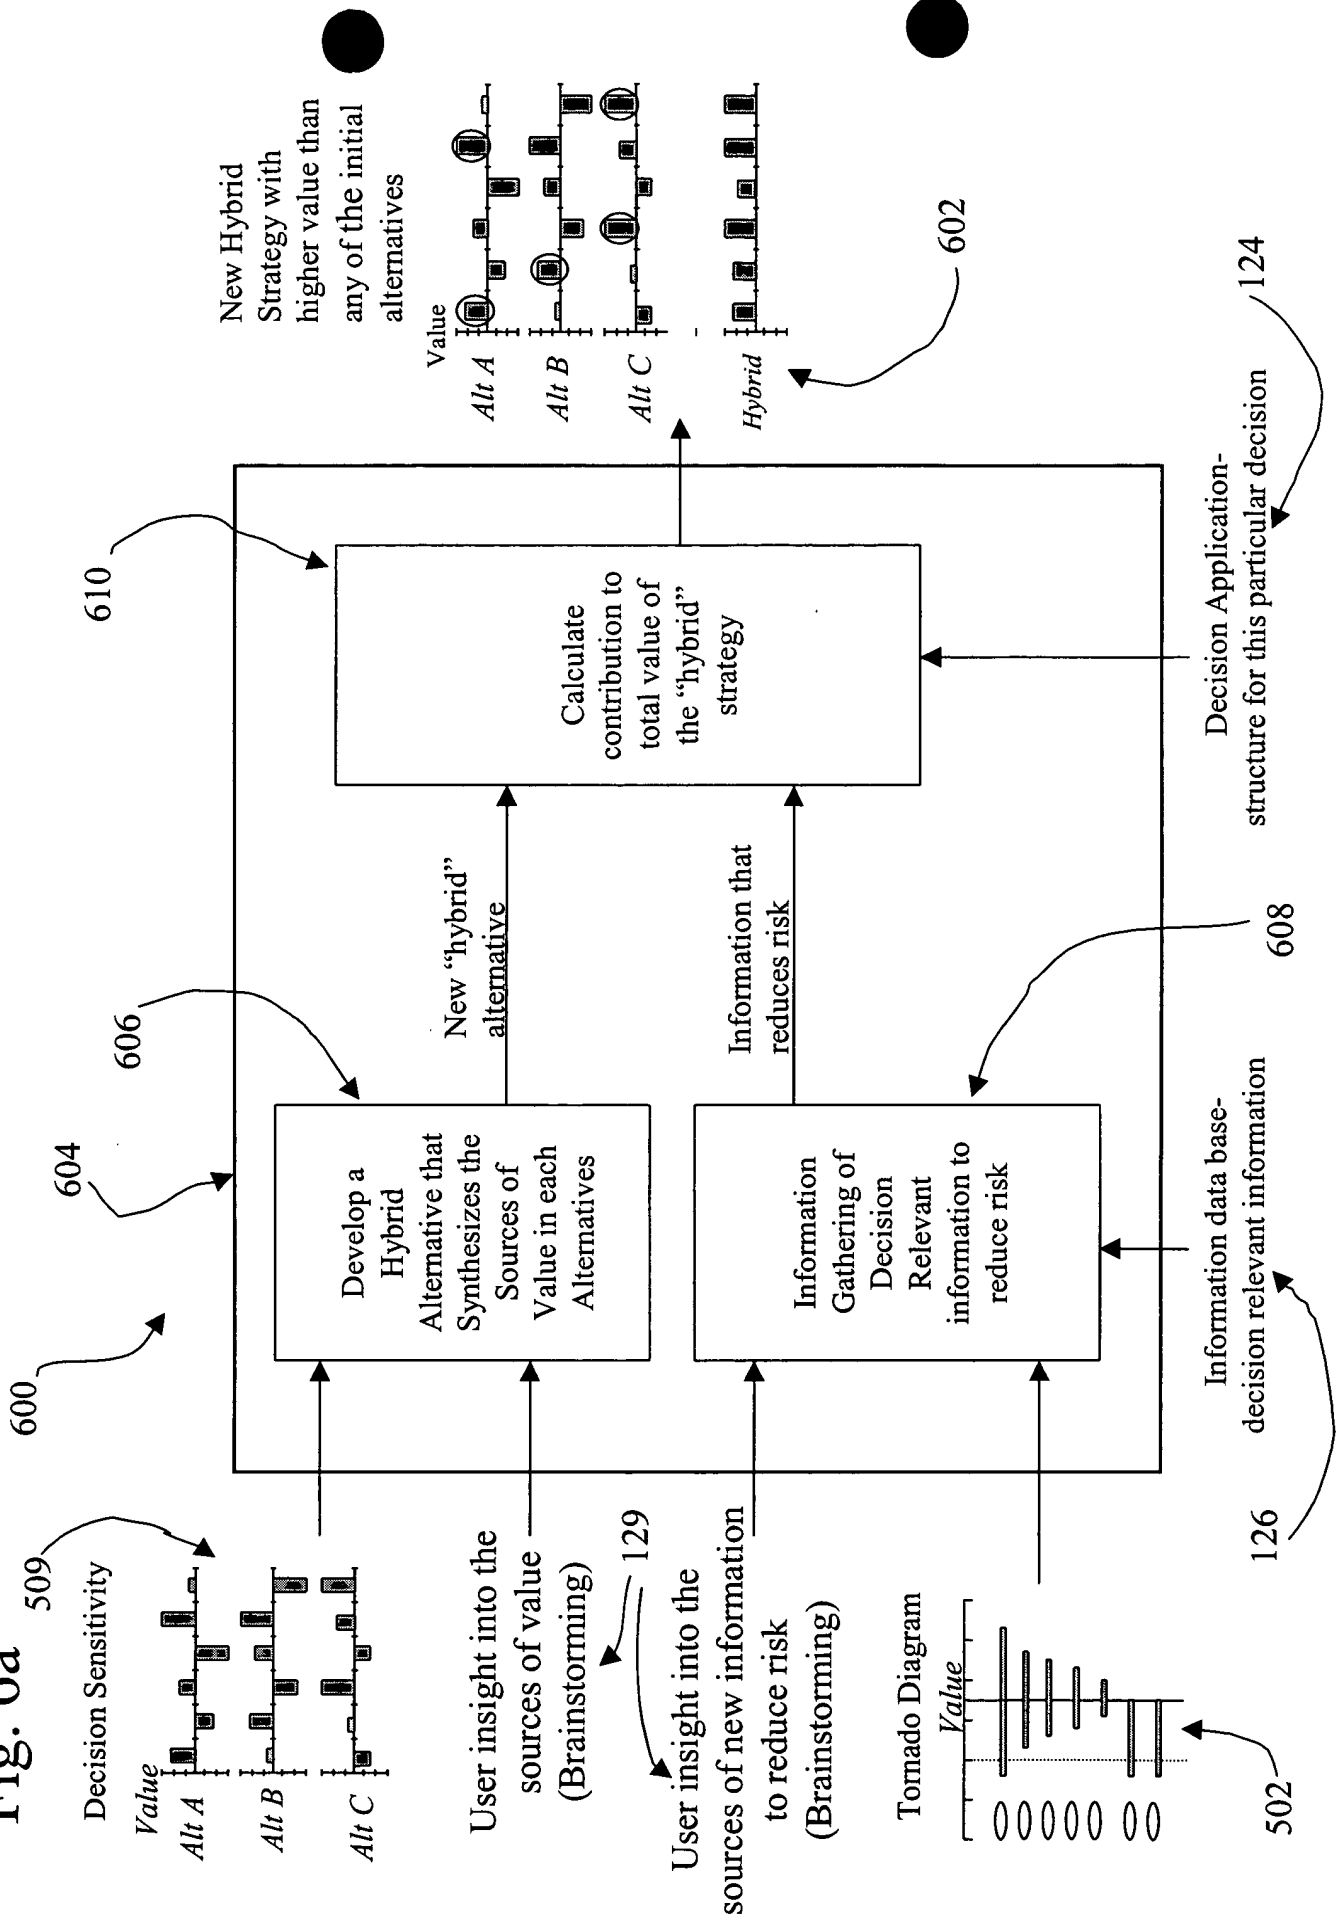 Fig. 6a
600
604
606
610
509
Decision Sensitivity
Value
Alt A
Alt B
Alt C
User insight into the
sources of value
(Brainstorming)
129
User insight into the
sources of new information
to reduce risk
(Brainstorming)
Tornado Diagram
Value
502
Develop a
Hybrid
Alternative that
Synthesizes the
Sources of
Value in each
Alternatives
Information
Gathering of
Decision
Relevant
information to
reduce risk
New “hybrid”
alternative
Information that
reduces risk
608
Calculate
contribution to
total value of
the “hybrid”
strategy
New Hybrid
Strategy with
higher value than
any of the initial
alternatives
Value
Alt A
Alt B
Alt C
Hybrid
602
Information data base-
decision relevant information
126
Decision Application-
structure for this particular decision
124